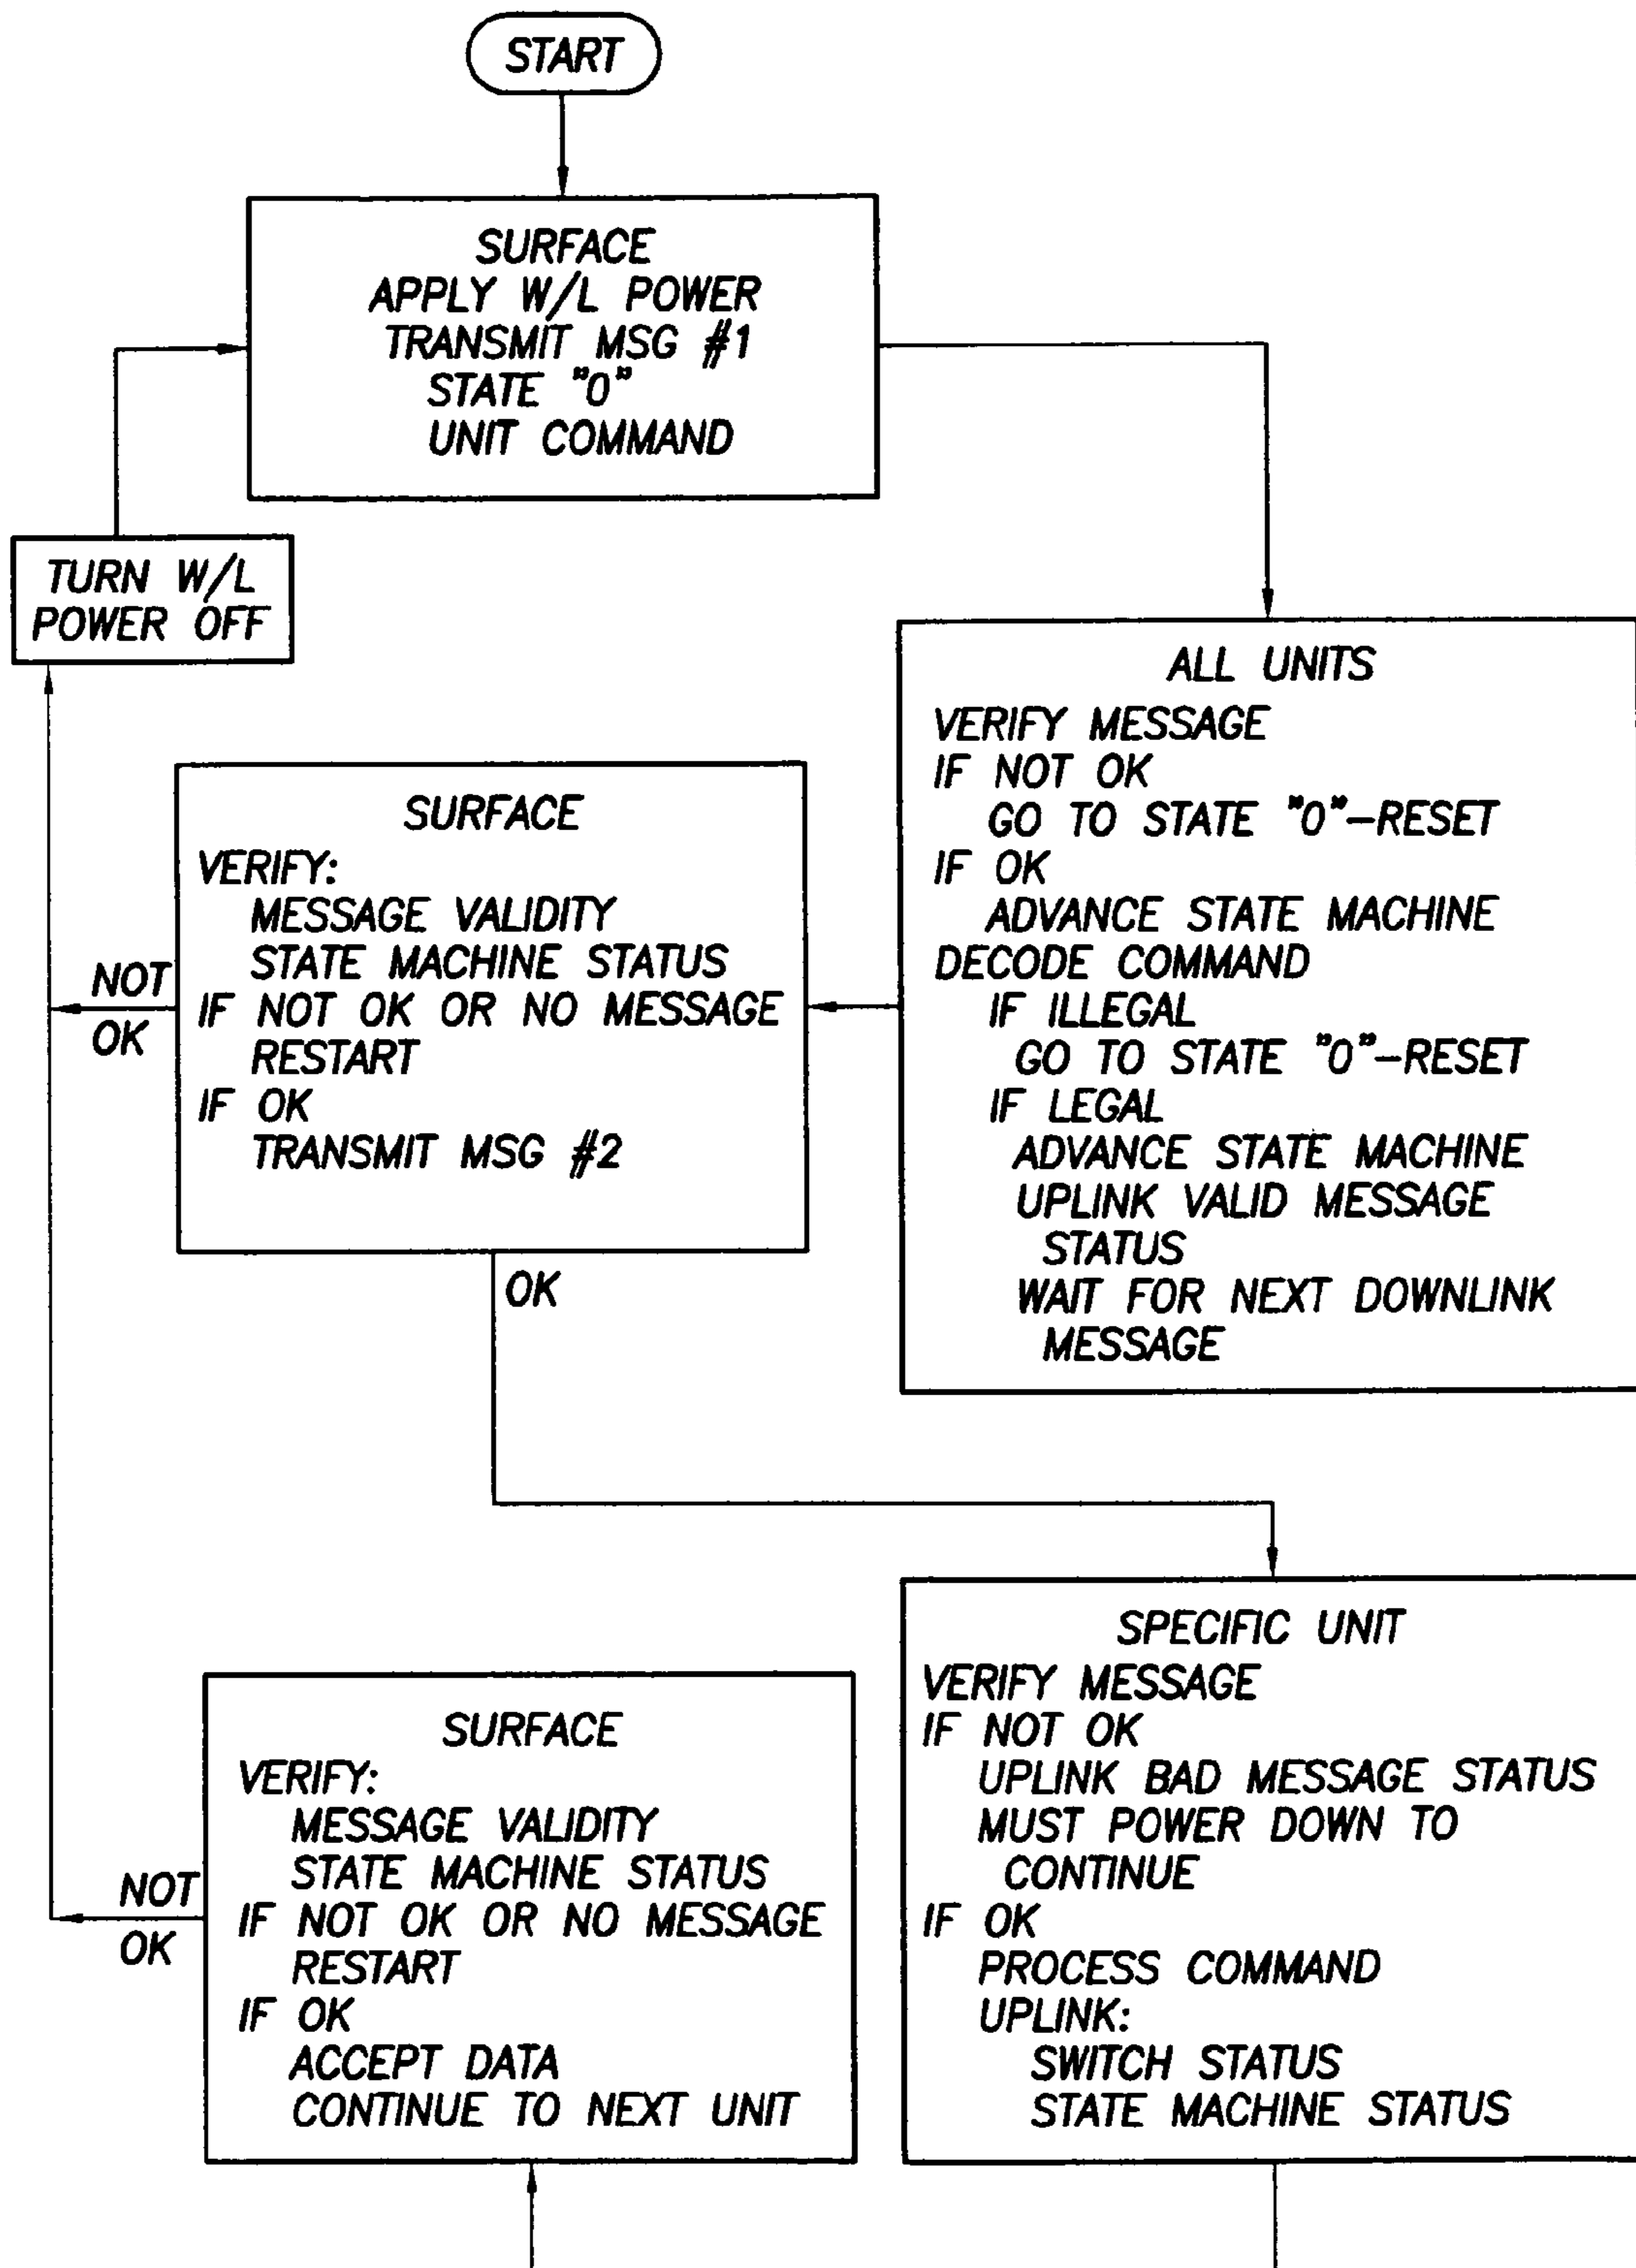 START
SURFACE
APPLY W/L POWER
TRANSMIT MSG #1
STATE "0"
UNIT COMMAND
TURN W/L
POWER OFF
ALL UNITS
VERIFY MESSAGE
IF NOT OK
GO TO STATE "0"-RESET
IF OK
ADVANCE STATE MACHINE
DECODE COMMAND
IF ILLEGAL
GO TO STATE "0"-RESET
IF LEGAL
ADVANCE STATE MACHINE
UPLINK VALID MESSAGE
STATUS
WAIT FOR NEXT DOWNLINK
MESSAGE
SURFACE
VERIFY:
MESSAGE VALIDITY
STATE MACHINE STATUS
IF NOT OK OR NO MESSAGE
RESTART
IF OK
TRANSMIT MSG #2
NOT
OK
OK
SPECIFIC UNIT
VERIFY MESSAGE
IF NOT OK
UPLINK BAD MESSAGE STATUS
MUST POWER DOWN TO
CONTINUE
IF OK
PROCESS COMMAND
UPLINK:
SWITCH STATUS
STATE MACHINE STATUS
SURFACE
VERIFY:
MESSAGE VALIDITY
STATE MACHINE STATUS
IF NOT OK OR NO MESSAGE
RESTART
IF OK
ACCEPT DATA
CONTINUE TO NEXT UNIT
NOT
OK